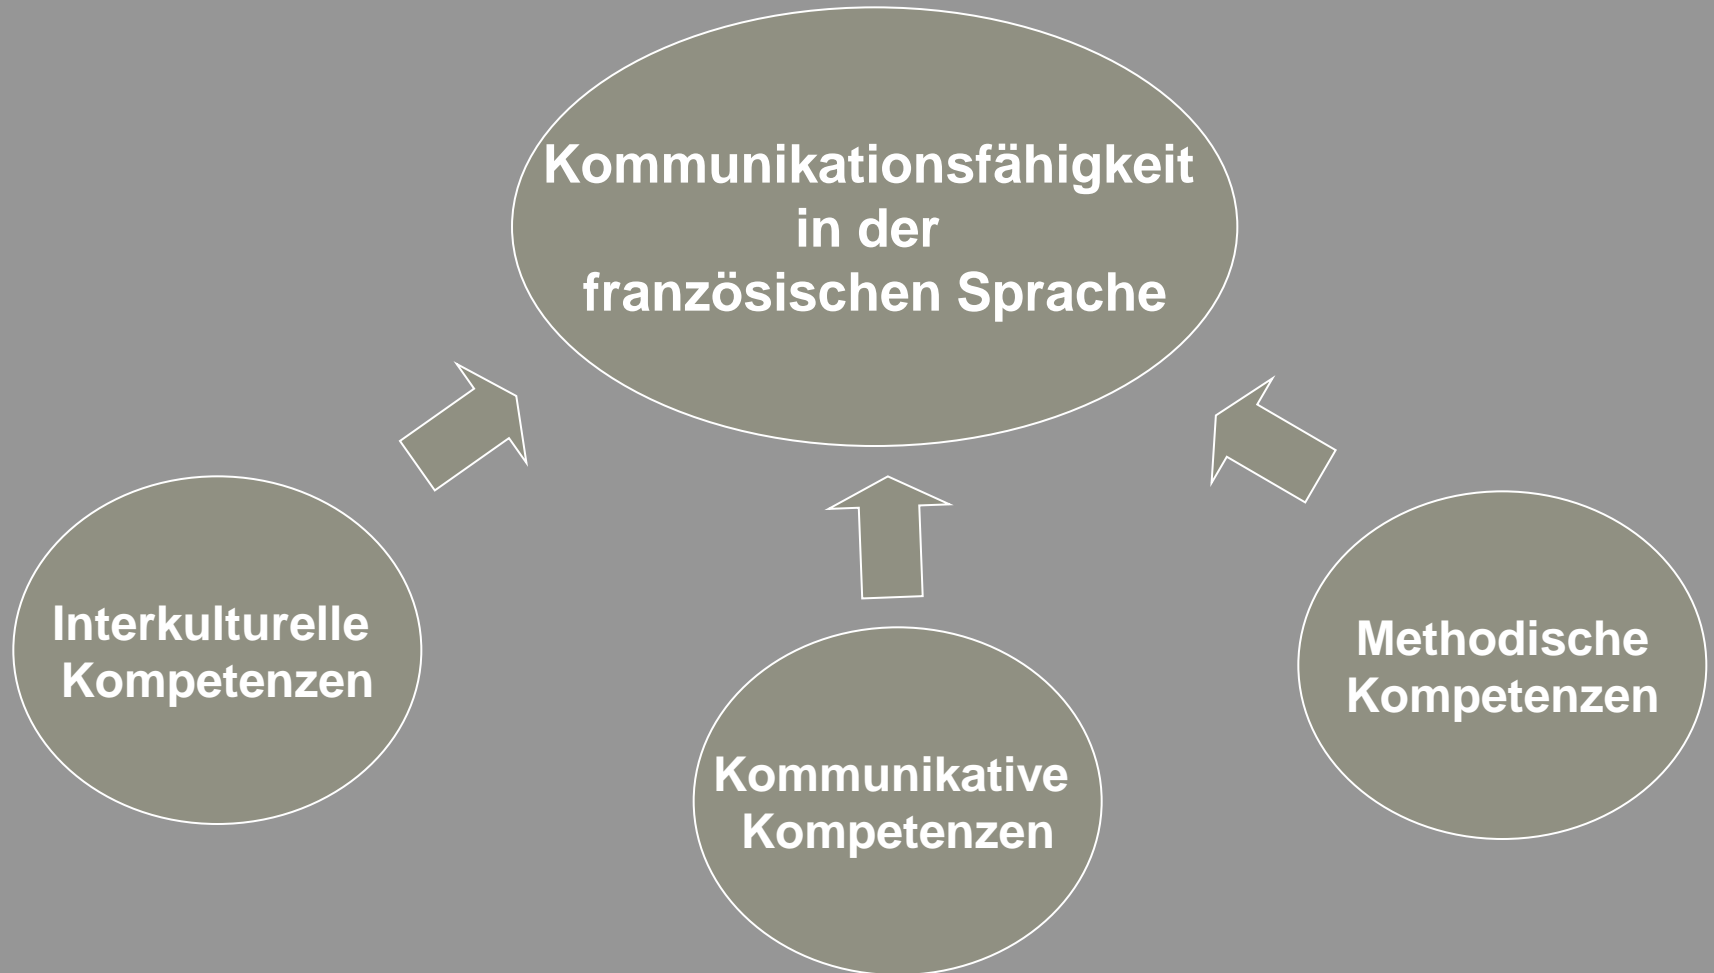 Kommunikationsfähigkeit
in der
französischen Sprache
Interkulturelle
Kompetenzen
Kommunikative
Kompetenzen
Methodische
Kompetenzen